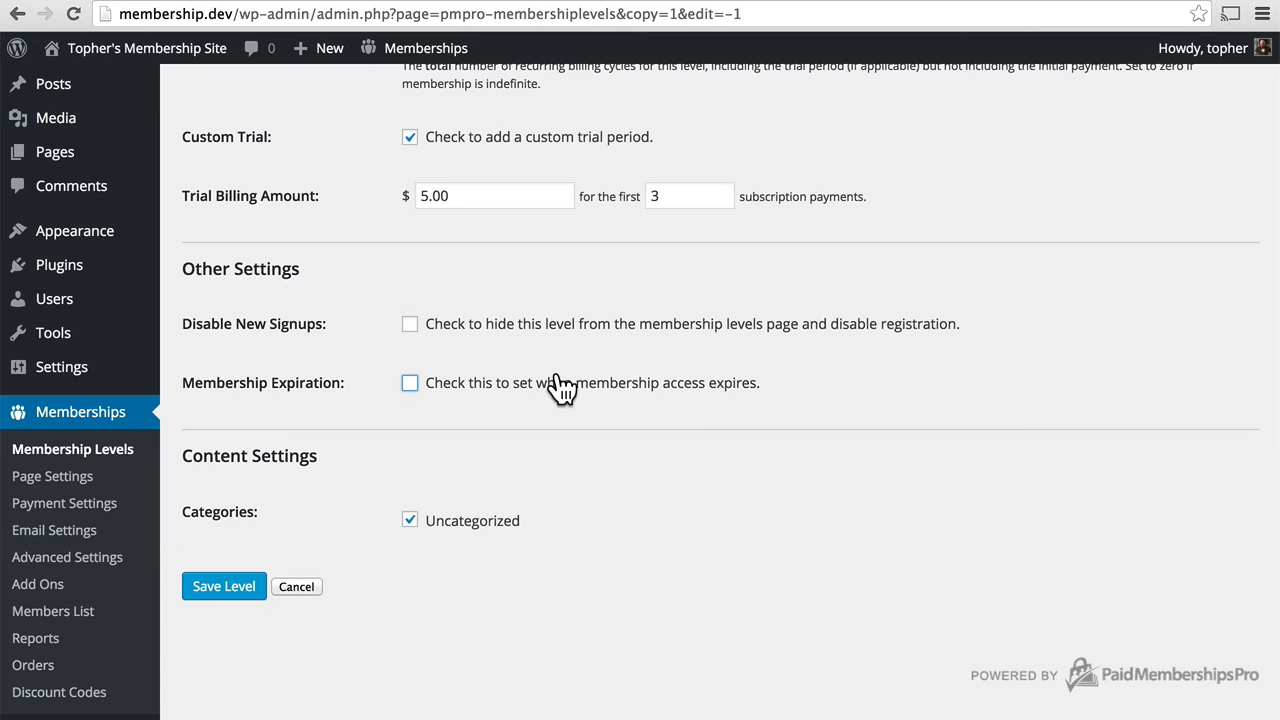 membership.dev/wp-admin/admin.php?page=pmpro-membershiplevels&copy=1&edit=-1
Topher's Membership Site 0 New Memberships Howdy, topher
Posts
Media
Pages
Comments
Appearance
Plugins
Users
Tools
Settings
Memberships
Membership Levels
Page Settings
Payment Settings
Email Settings
Advanced Settings
Add Ons
Members List
Reports
Orders
Discount Codes
The total number of recurring billing cycles for this level, including the trial period (if applicable) but not including the initial payment. Set to zero if
membership is indefinite.
Custom Trial: Check to add a custom trial period.
Trial Billing Amount: $ 5.00 for the first 3 subscription payments.
Other Settings
Disable New Signups: Check to hide this level from the membership levels page and disable registration.
Membership Expiration: Check this to set membership access expires.
Content Settings
Categories: Uncategorized
Save Level Cancel
POWERED BY PaidMembershipsPro